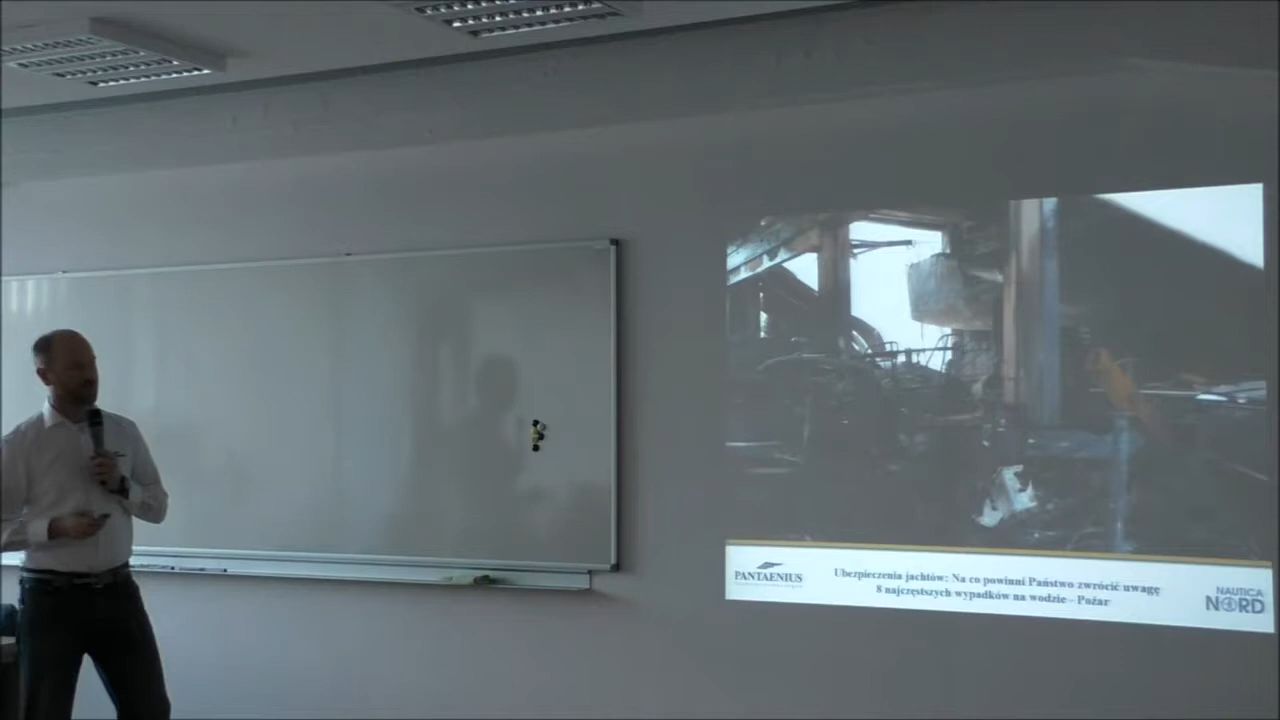 PANTAENIUS
Ubezpieczenia jachtów: Na co powinni Państwo zwrócić uwagę
8 najczęstszych wypadków na wodzie – Pożar
NAUTICA
NORD